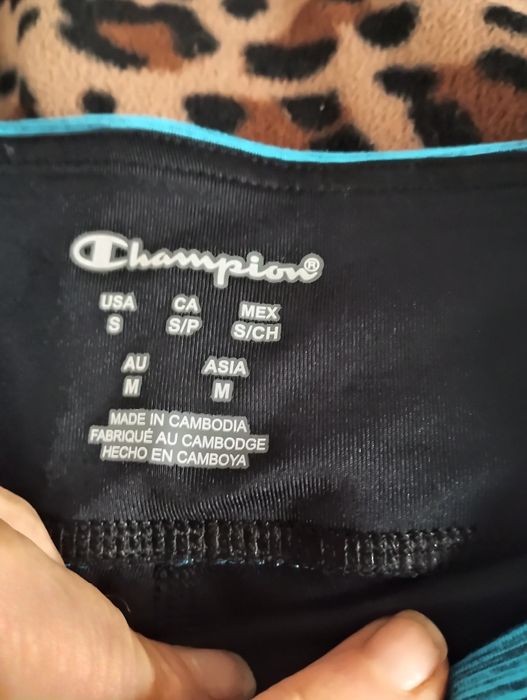 Champion®
USA CA MEX
S S/P S/CH
AU ASIA
M M
MADE IN CAMBODIA
FABRIQUÉ AU CAMBODGE
HECHO EN CAMBOYA